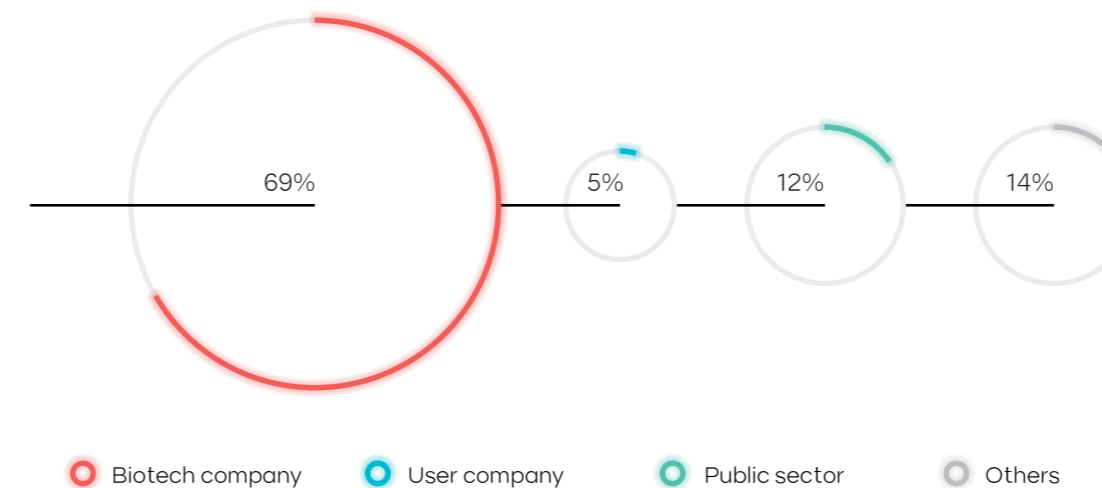 69%
5%
12%
14%
Biotech company
User company
Public sector
Others